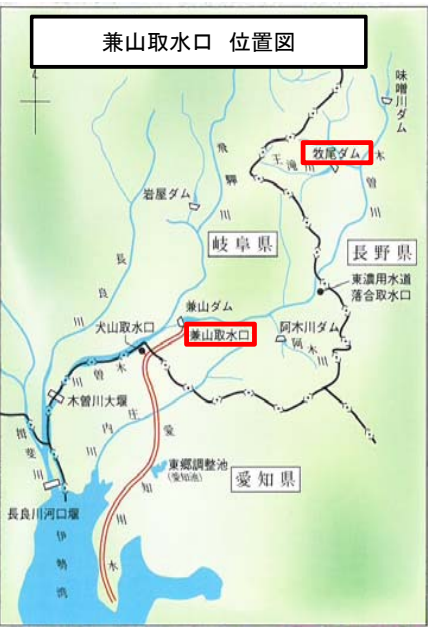 兼山取水口 位置図
味噌川ダム
牧尾ダム
王滝川
木曽川
飛騨川
岩屋ダム
岐阜県
長野県
長良川
東濃用水道
落合取水口
兼山ダム
犬山取水口
兼山取水口
阿木川ダム
阿木川
木曽川
木曽川大堰
庄内川
愛知用水
揖斐川
東郷調整池
(愛知池)
愛知県
長良川河口堰
伊勢湾